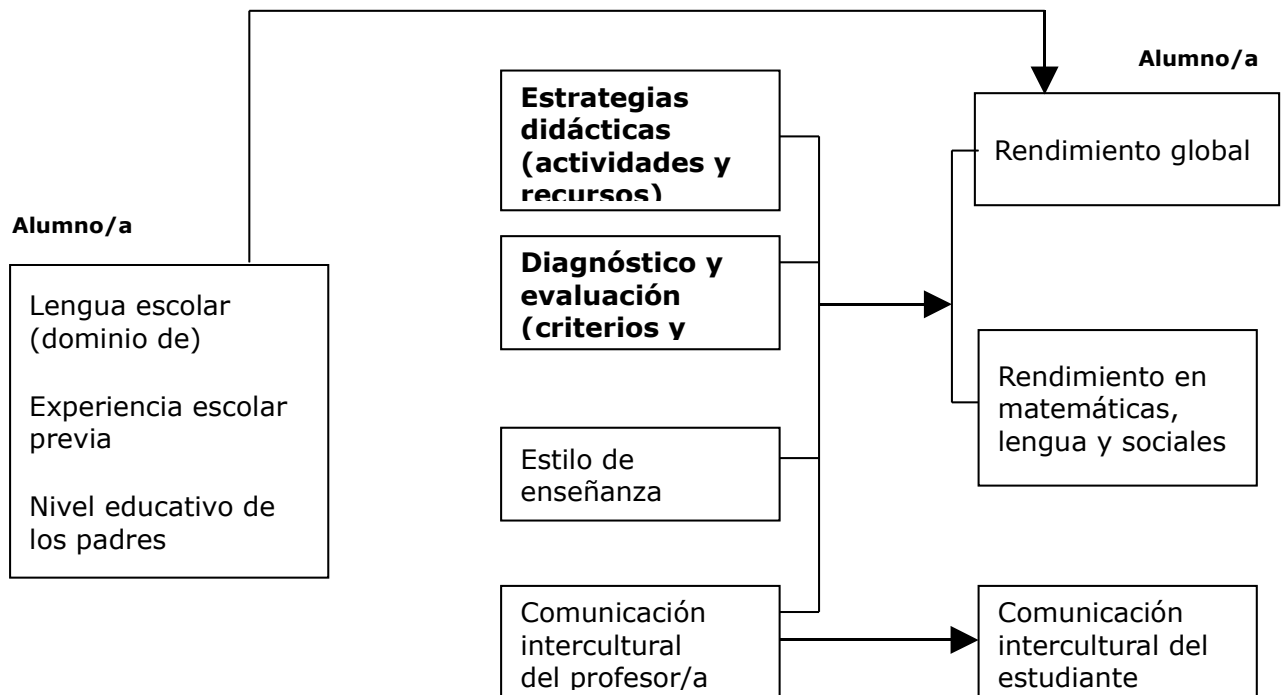 Alumno/a
Estrategias
didácticas
(actividades y
recursos)
Rendimiento global
Alumno/a
Diagnóstico y
evaluación
(criterios y
Lengua escolar
(dominio de)
Experiencia escolar
previa
Nivel educativo de
los padres
Estilo de
enseñanza
Rendimiento en
matemáticas,
lengua y sociales
Comunicación
intercultural
del profesor/a
Comunicación
intercultural del
estudiante